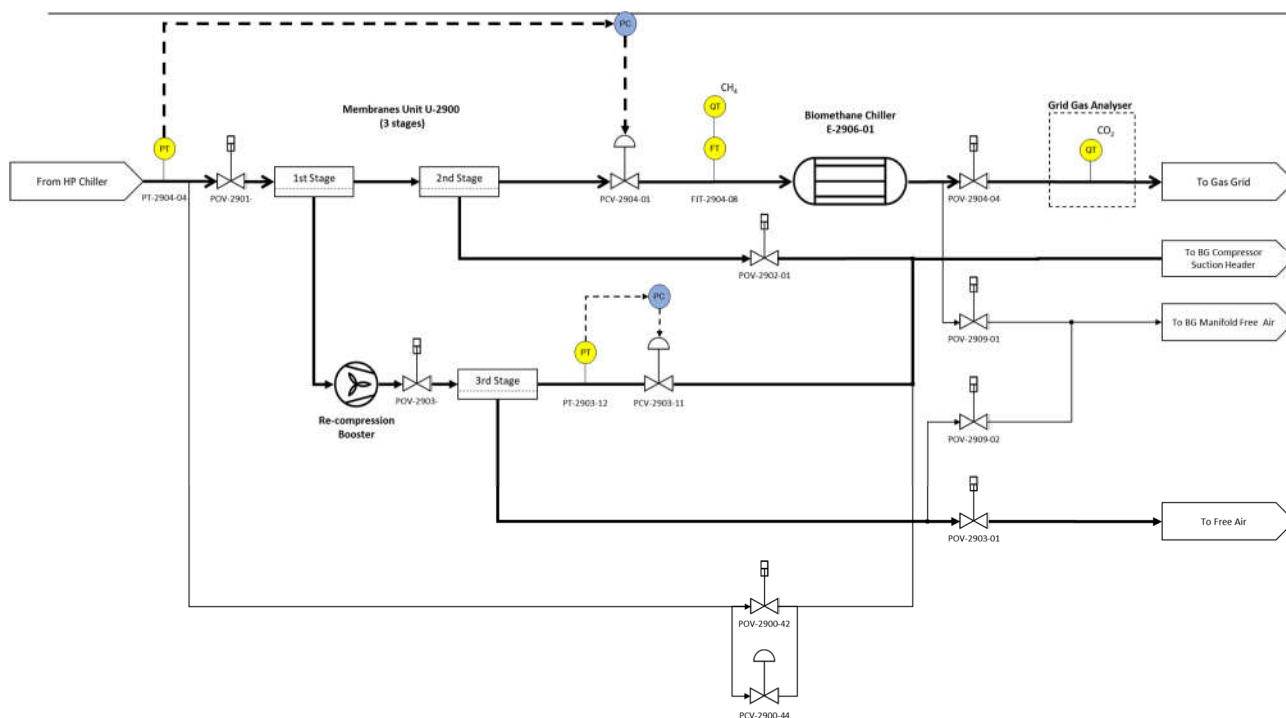 PC
CH4
QT
Membranes Unit U-2900
(3 stages)
Biomethane Chiller
E-2906-01
Grid Gas Analyser
CO2
PT
FT
QT
From HP Chiller
1st Stage
2nd Stage
To Gas Grid
PT-2904-04
POV-2901-
PCV-2904-01
FIT-2904-08
POV-2904-04
To BG Compressor
Suction Header
POV-2902-01
PC
To BG Manifold Free Air
POV-2909-01
PT
3rd Stage
POV-2903-
PT-2903-12
PCV-2903-11
Re-compression
Booster
POV-2909-02
To Free Air
POV-2903-01
POV-2900-42
PCV-2900-44